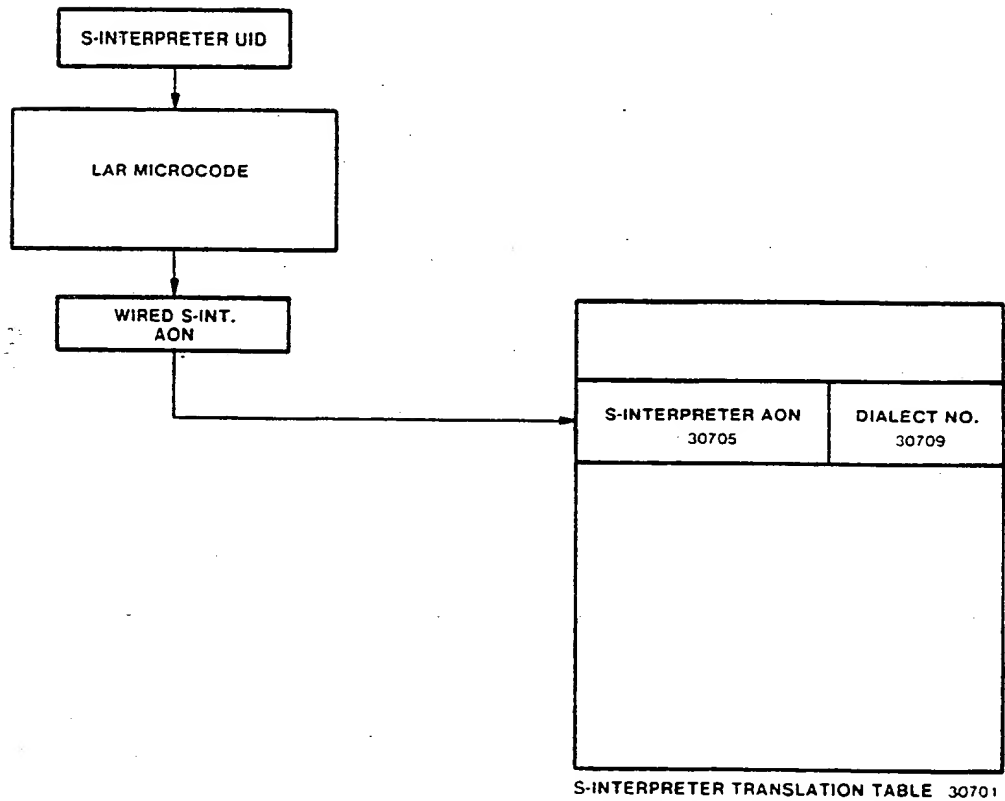 S-INTERPRETER UID
LAR MICROCODE
WIRED S-INT.
AON
S-INTERPRETER AON
30705
DIALECT NO.
30709
S-INTERPRETER TRANSLATION TABLE 30701